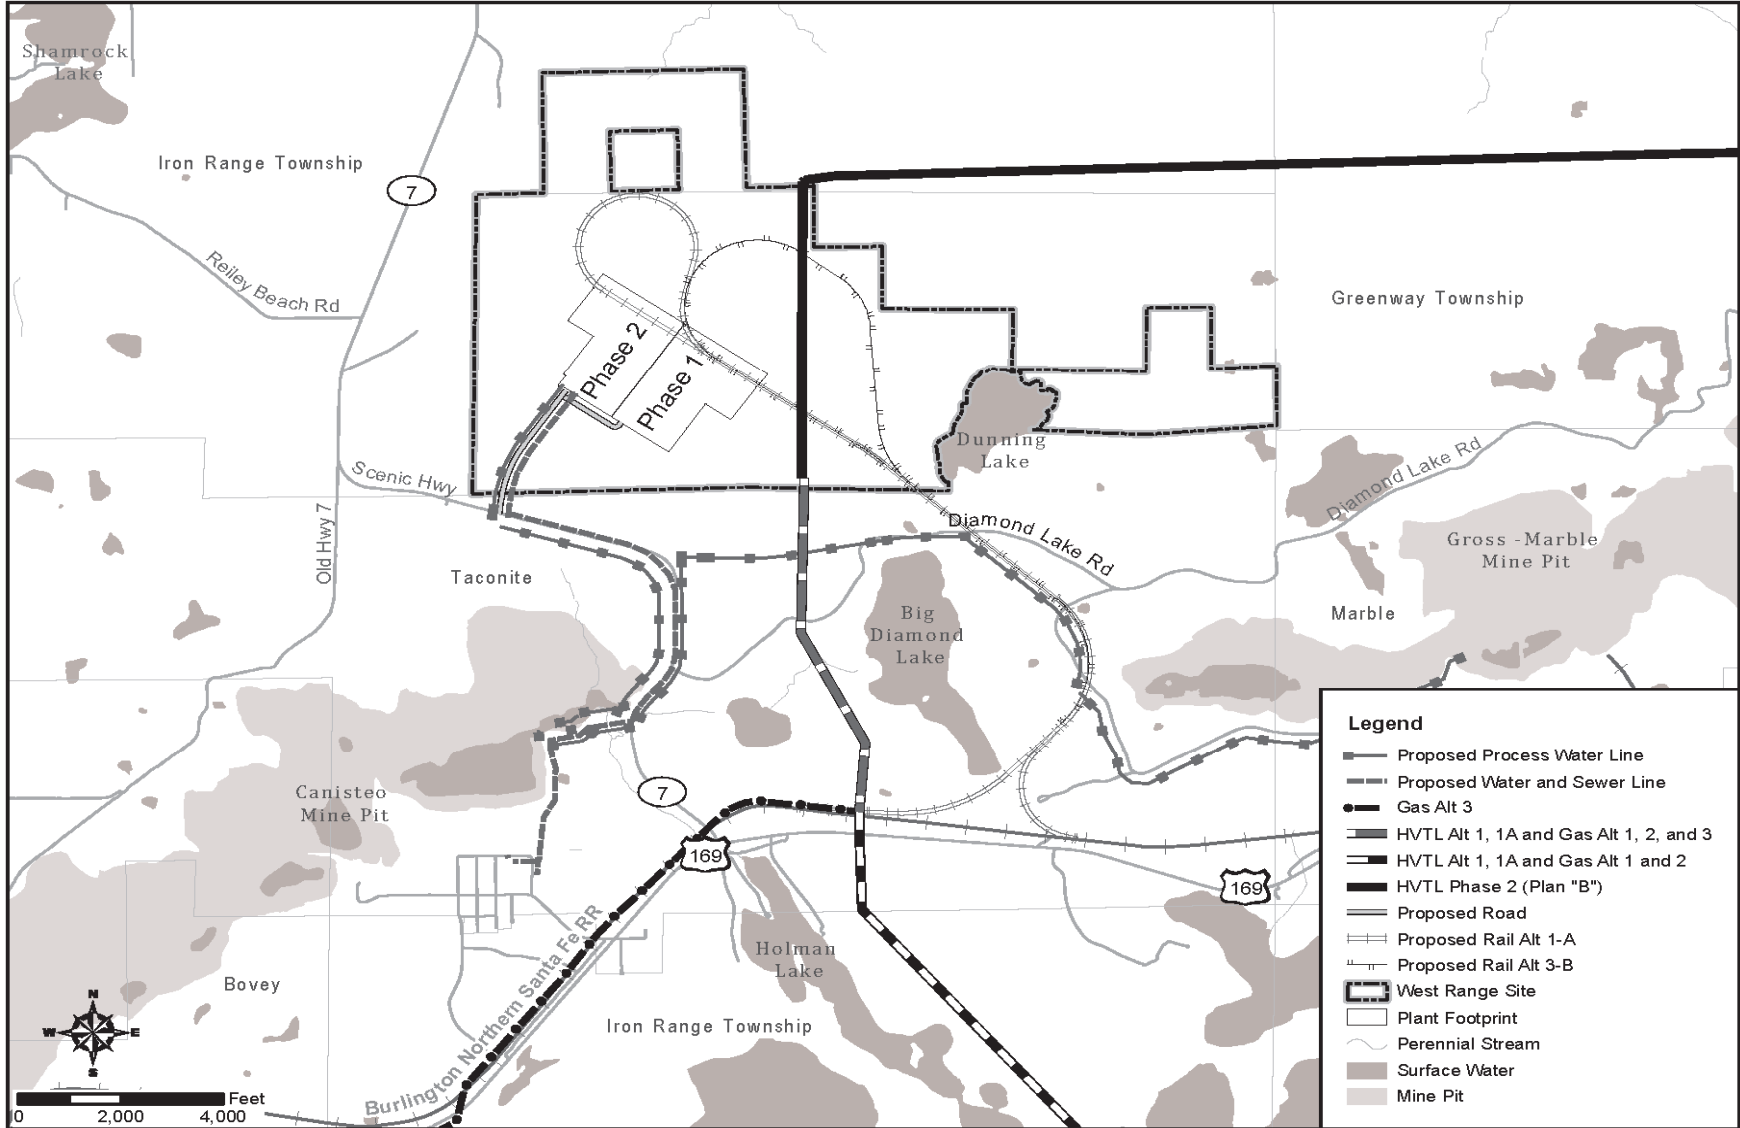 Shamrock
Lake
Iron Range Township
7
Reiley Beach Rd
Greenway Township
Phase 2
Phase 1
Dunning
Lake
Scenic Hwy
Diamond Lake Rd
Old Hwy 7
Diamond Lake Rd
Gross -Marble
Mine Pit
Taconite
Big
Diamond
Lake
Marble
Canisteo
Mine Pit
7
169
169
Holman
Lake
Bovey
Burlington Northern Santa Fe RR
Iron Range Township
N
W
E
S
Feet
0
2,000
4,000
Legend
Proposed Process Water Line
Proposed Water and Sewer Line
Gas Alt 3
HVTL Alt 1, 1A and Gas Alt 1, 2, and 3
HVTL Alt 1, 1A and Gas Alt 1 and 2
HVTL Phase 2 (Plan "B")
Proposed Road
Proposed Rail Alt 1-A
Proposed Rail Alt 3-B
West Range Site
Plant Footprint
Perennial Stream
Surface Water
Mine Pit